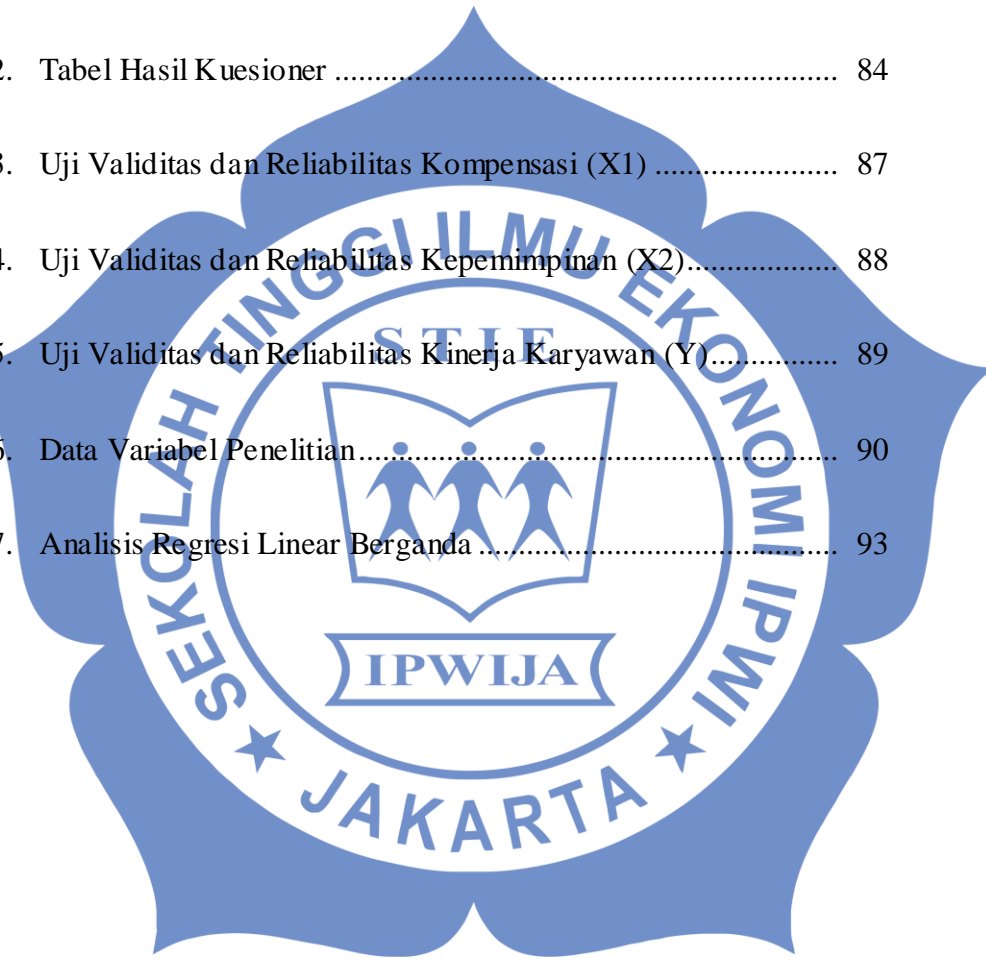 2. Tabel Hasil Kuesioner ............................................................... 84
3. Uji Validitas dan Reliabilitas Kompensasi (X1) ....................... 87
4. Uji Validitas dan Reliabilitas Kepemimpinan (X2)................... 88
5. Uji Validitas dan Reliabilitas Kinerja Karyawan (Y)................ 89
6. Data Variabel Penelitian............................................................ 90
7. Analisis Regresi Linear Berganda ............................................. 93
SEKOLAH TINGGI ILMU EKONOMI IPWI
STIE
IPWIJA
JAKARTA